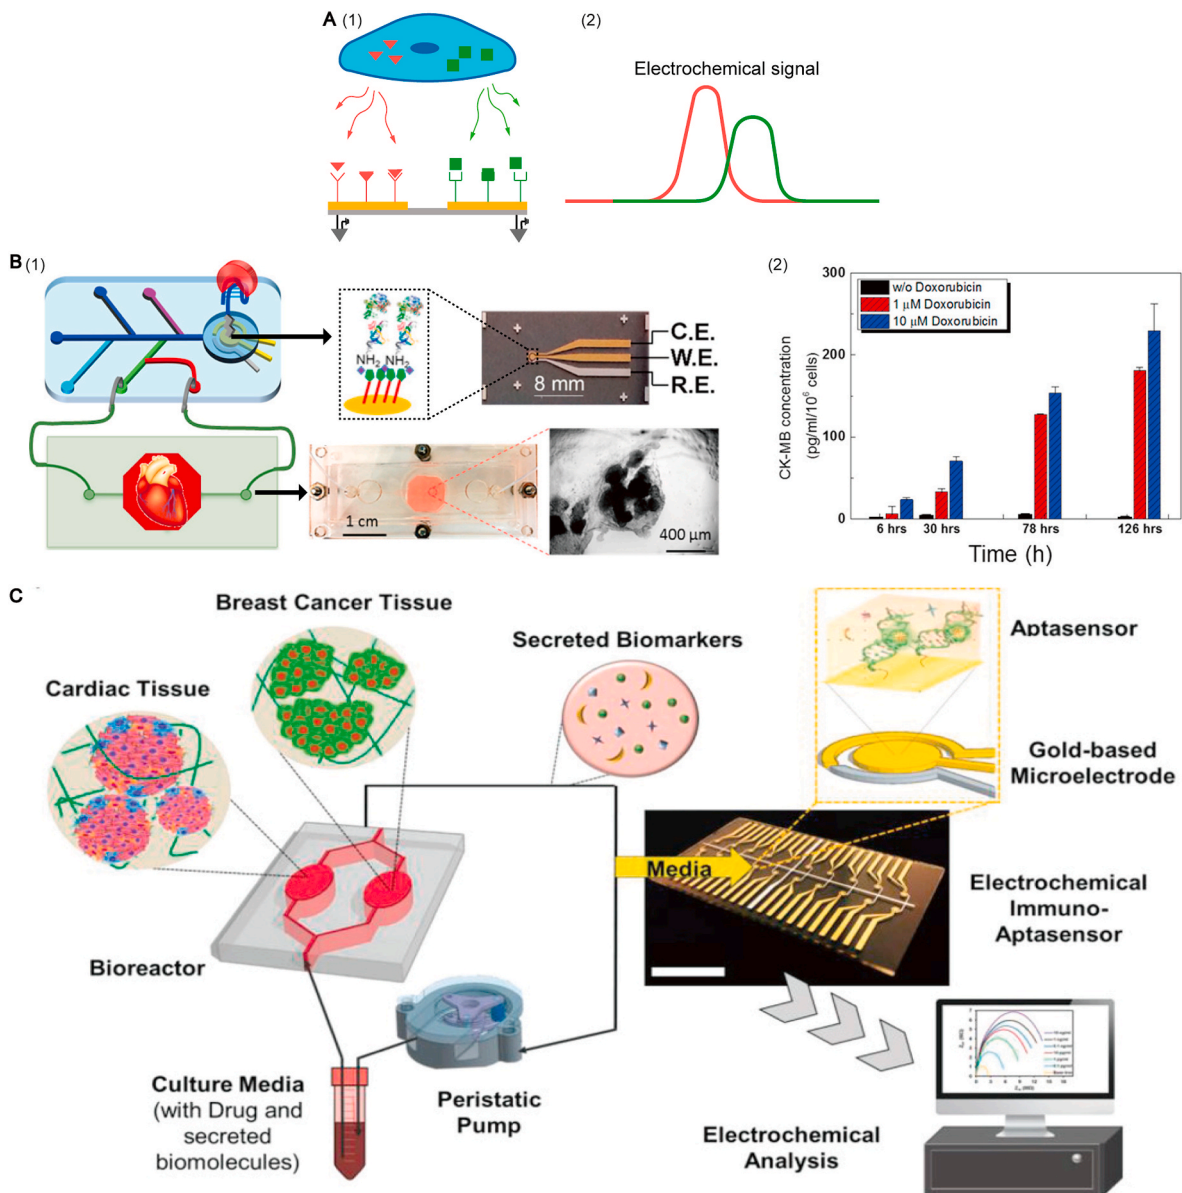 A (1)
(2)
Electrochemical signal
B (1)
NH2 NH2
8 mm
C.E.
W.E.
R.E.
1 cm
400 µm
(2)
300
200
100
0
CK-MB concentration
(pg/ml/10⁶ cells)
w/o Doxorubicin
1 µM Doxorubicin
10 µM Doxorubicin
6 hrs 30 hrs 78 hrs 126 hrs
Time (h)
C
Breast Cancer Tissue
Cardiac Tissue
Secreted Biomarkers
Aptasensor
Gold-based
Microelectrode
Media
Electrochemical
Immuno-
Aptasensor
Bioreactor
Culture Media
(with Drug and
secreted
biomolecules)
Peristatic
Pump
Electrochemical
Analysis